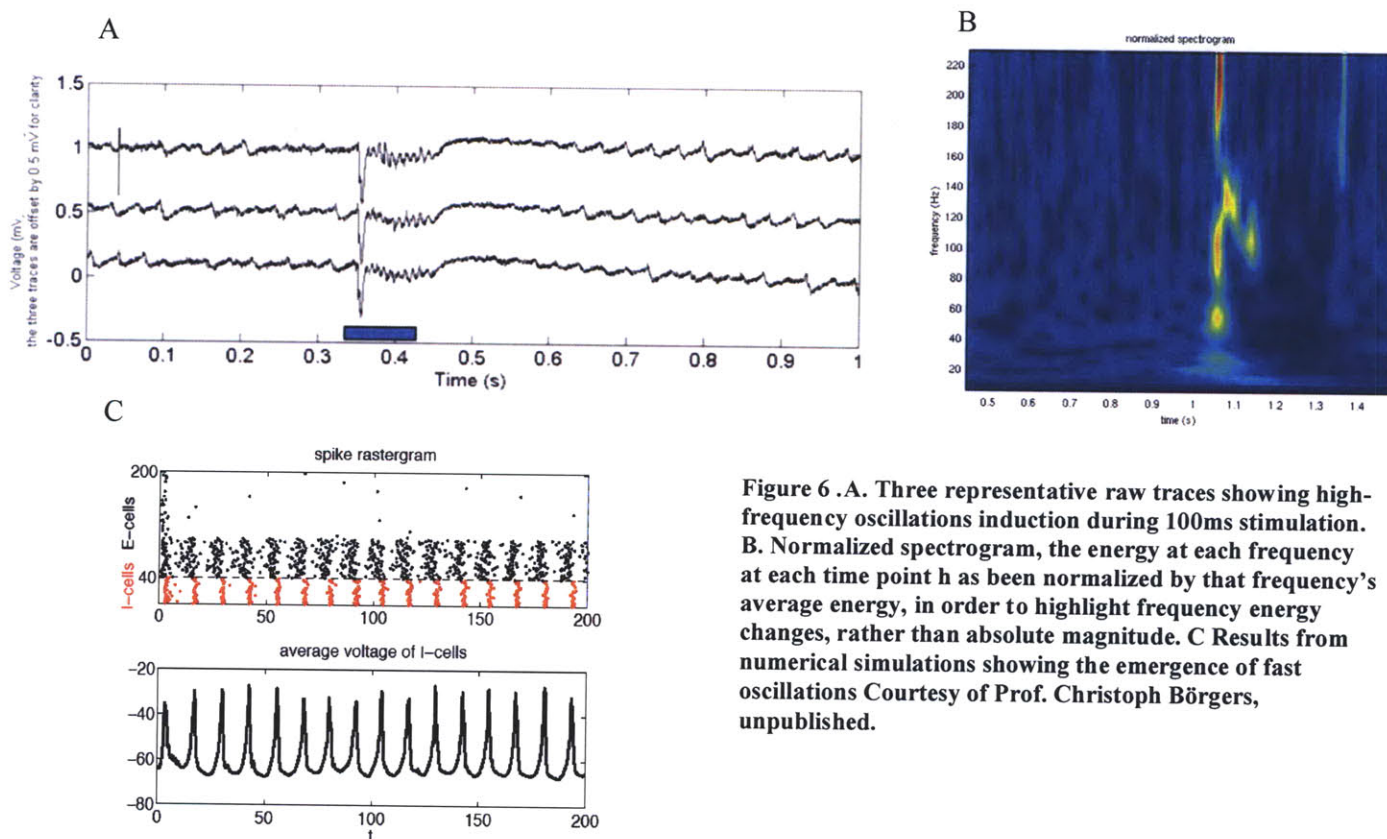 A
Voltage (mV)
the three traces are offset by 0.5 mV for clarity
1.5
1
0.5
0
-0.5
0 0.1 0.2 0.3 0.4 0.5 0.6 0.7 0.8 0.9 1
Time (s)
B
normalized spectrogram
frequency (Hz)
220
200
180
160
140
120
100
80
60
40
20
0.5 0.6 0.7 0.8 0.9 1 1.1 1.2 1.3 1.4
time (s)
C
spike rastergram
I-cells E-cells
200
40
0 50 100 150 200
average voltage of I-cells
-20
-40
-60
-80
0 50 100 150 200
t
Figure 6 .A. Three representative raw traces showing high-
frequency oscillations induction during 100ms stimulation.
B. Normalized spectrogram, the energy at each frequency
at each time point h as been normalized by that frequency's
average energy, in order to highlight frequency energy
changes, rather than absolute magnitude. C Results from
numerical simulations showing the emergence of fast
oscillations Courtesy of Prof. Christoph Börgers,
unpublished.